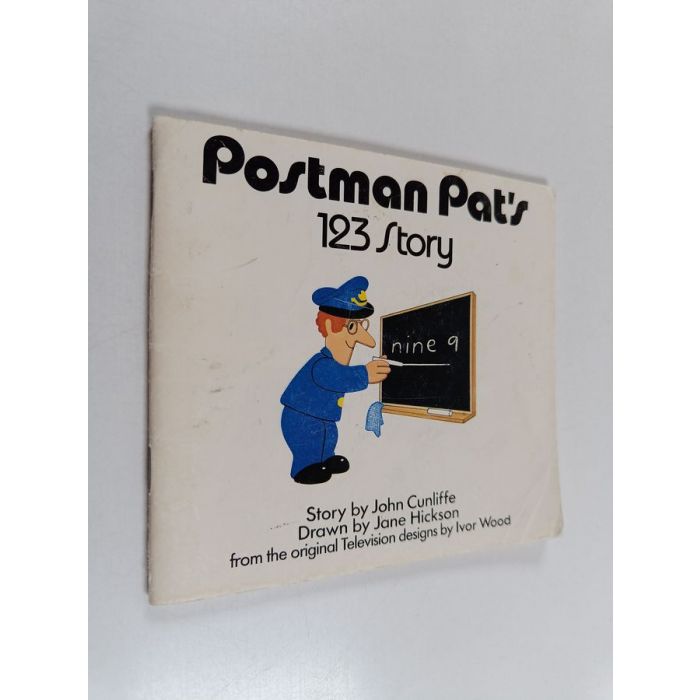 Postman Pat's
123 Story
nine 9
Story by John Cunliffe
Drawn by Jane Hickson
from the original Television designs by Ivor Wood